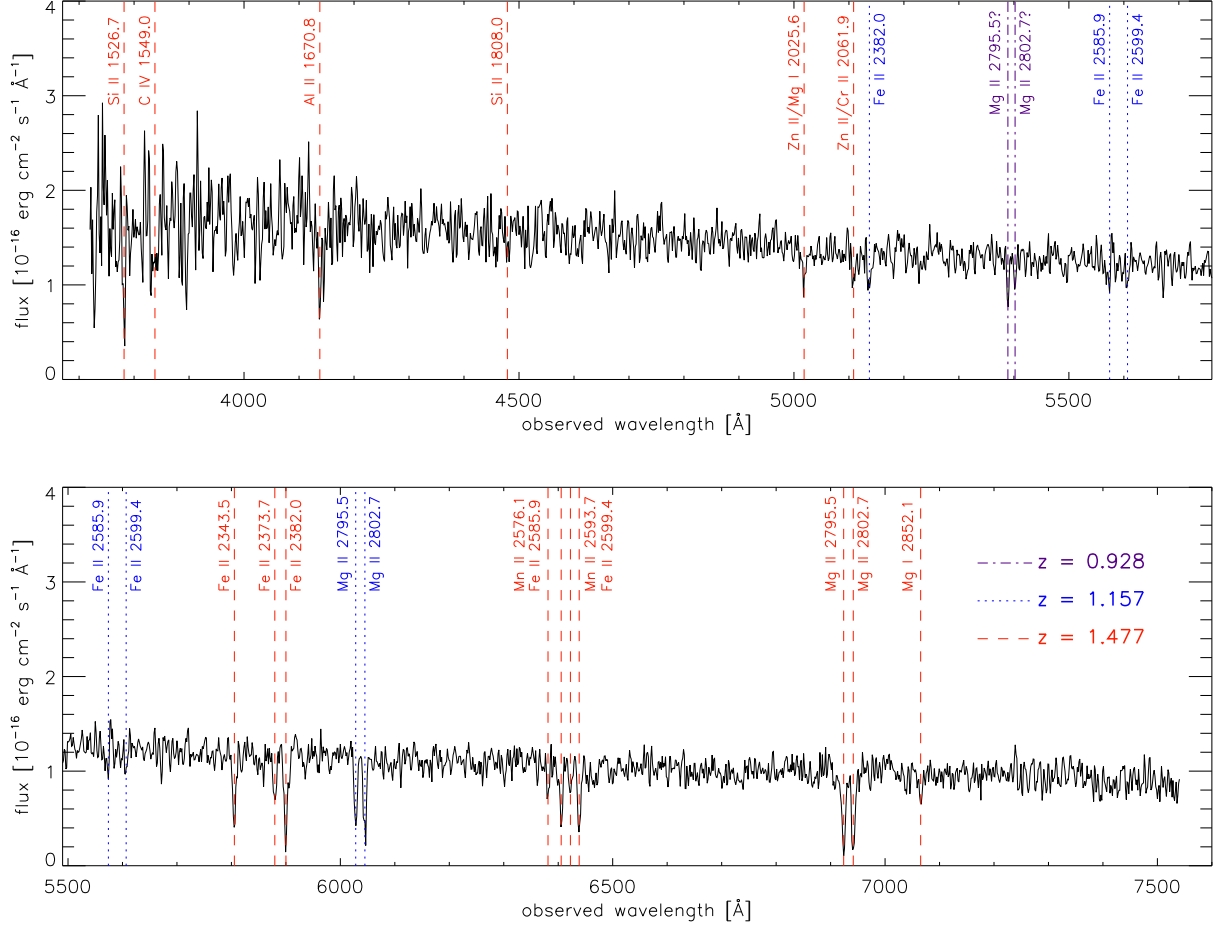 Si II 1526.7
C IV 1549.0
Al II 1670.8
Si II 1808.0
Zn II/Mg I 2025.6
Zn II/Cr II 2061.9
Fe II 2382.0
Mg II 2795.5?
Mg II 2802.7?
Fe II 2585.9
Fe II 2599.4
4
3
2
1
0
flux [10⁻¹⁶ erg cm⁻² s⁻¹ Å⁻¹]
4000 4500 5000 5500
observed wavelength [Å]
Fe II 2585.9
Fe II 2599.4
Fe II 2343.5
Fe II 2373.7
Fe II 2382.0
Mg II 2795.5
Mg II 2802.7
Mn II 2576.1
Fe II 2585.9
Mn II 2593.7
Fe II 2599.4
Mg II 2795.5
Mg II 2802.7
Mg I 2852.1
z = 0.928
z = 1.157
z = 1.477
4
3
2
1
0
flux [10⁻¹⁶ erg cm⁻² s⁻¹ Å⁻¹]
5500 6000 6500 7000 7500
observed wavelength [Å]